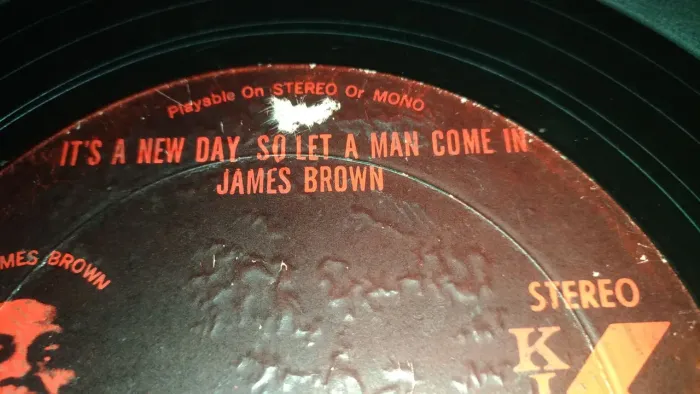 Playable On STEREO Or MONO
IT'S A NEW DAY SO LET A MAN COME IN
JAMES BROWN
MES BROWN
STEREO
K